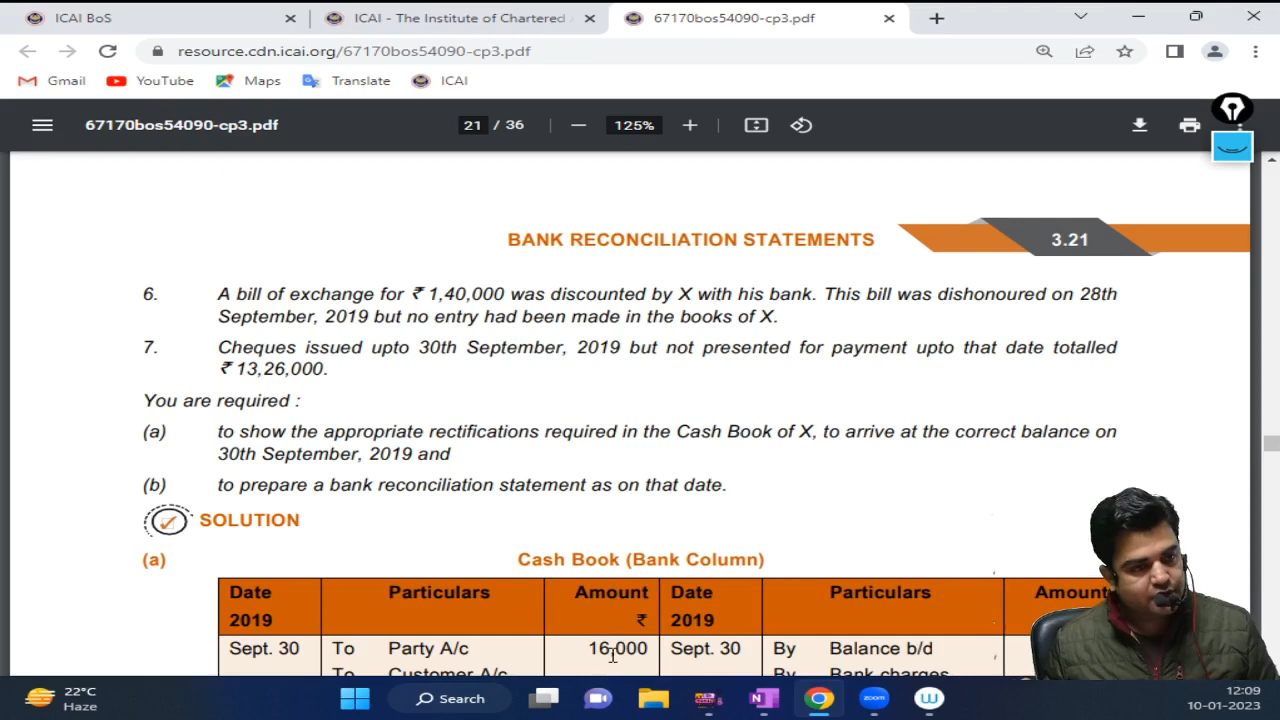 ICAI BoS
ICAI - The Institute of Chartered A
67170bos54090-cp3.pdf
resource.cdn.icai.org/67170bos54090-cp3.pdf
Gmail YouTube Maps Translate ICAI
67170bos54090-cp3.pdf 21 / 36 125%
BANK RECONCILIATION STATEMENTS 3.21
6. A bill of exchange for ₹ 1,40,000 was discounted by X with his bank. This bill was dishonoured on 28th
September, 2019 but no entry had been made in the books of X.
7. Cheques issued upto 30th September, 2019 but not presented for payment upto that date totalled
₹ 13,26,000.
You are required :
(a) to show the appropriate rectifications required in the Cash Book of X, to arrive at the correct balance on
30th September, 2019 and
(b) to prepare a bank reconciliation statement as on that date.
SOLUTION
(a) Cash Book (Bank Column)
Date Particulars Amount Date Particulars Amount
2019 ₹ 2019
Sept. 30 To Party A/c 16,000 Sept. 30 By Balance b/d
To Customer A/c By Bank charges
22°C
Haze
Search
zoom
12:09
10-01-2023